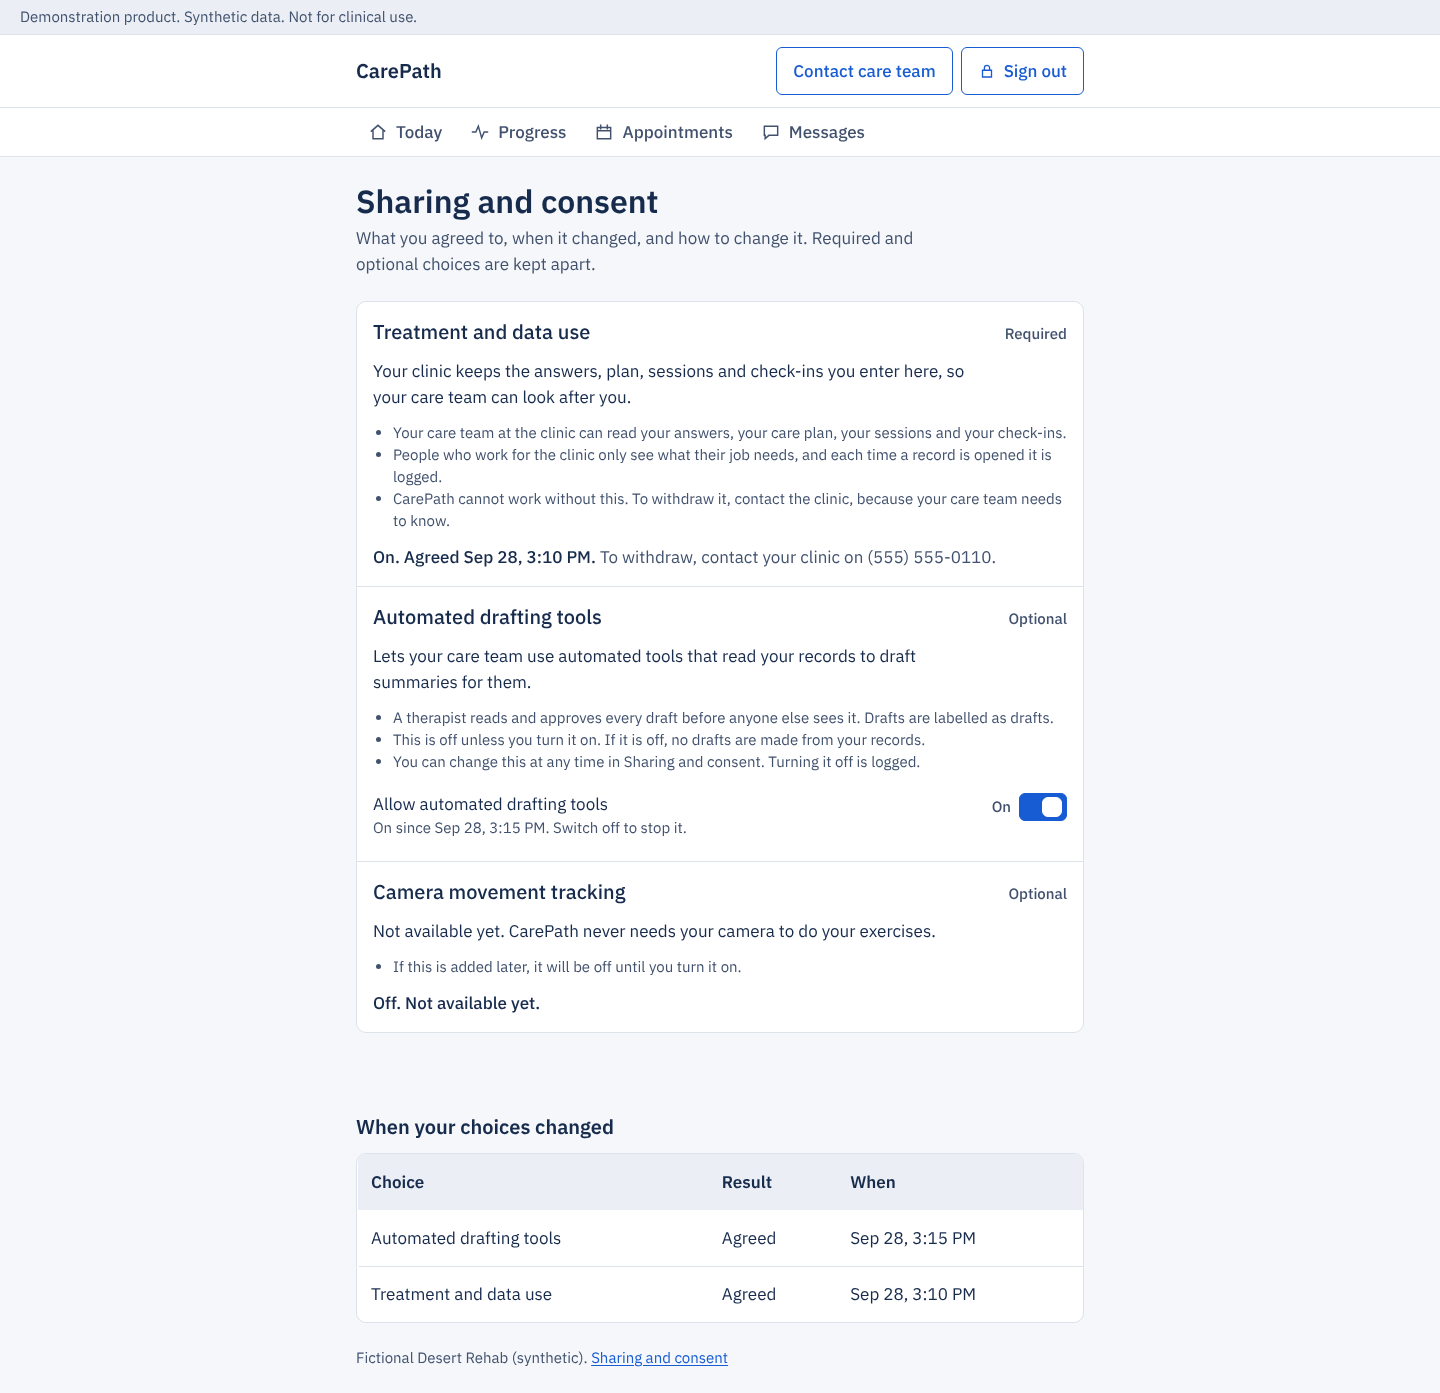 Demonstration product. Synthetic data. Not for clinical use.
CarePath
Contact care team
Sign out
Today
Progress
Appointments
Messages
Sharing and consent
What you agreed to, when it changed, and how to change it. Required and
optional choices are kept apart.
Treatment and data use
Required
Your clinic keeps the answers, plan, sessions and check-ins you enter here, so
your care team can look after you.
• Your care team at the clinic can read your answers, your care plan, your sessions and your check-ins.
• People who work for the clinic only see what their job needs, and each time a record is opened it is
logged.
• CarePath cannot work without this. To withdraw it, contact the clinic, because your care team needs
to know.
On. Agreed Sep 28, 3:10 PM. To withdraw, contact your clinic on (555) 555-0110.
Automated drafting tools
Optional
Lets your care team use automated tools that read your records to draft
summaries for them.
• A therapist reads and approves every draft before anyone else sees it. Drafts are labelled as drafts.
• This is off unless you turn it on. If it is off, no drafts are made from your records.
• You can change this at any time in Sharing and consent. Turning it off is logged.
Allow automated drafting tools
On
On since Sep 28, 3:15 PM. Switch off to stop it.
Camera movement tracking
Optional
Not available yet. CarePath never needs your camera to do your exercises.
• If this is added later, it will be off until you turn it on.
Off. Not available yet.
When your choices changed
Choice Result When
Automated drafting tools Agreed Sep 28, 3:15 PM
Treatment and data use Agreed Sep 28, 3:10 PM
Fictional Desert Rehab (synthetic). Sharing and consent